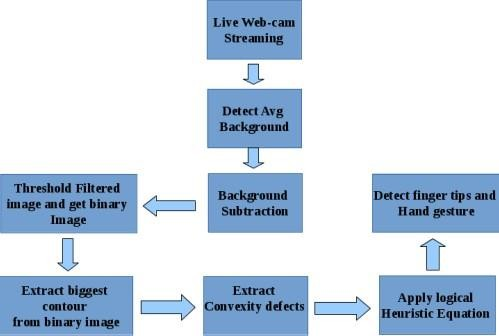 Live Web-cam
Streaming
Detect Avg
Background
Background
Subtraction
Threshold Filtered
image and get binary
Image
Extract biggest
contour
from binary image
Extract
Convexity defects
Apply logical
Heuristic Equation
Detect finger tips and
Hand gesture